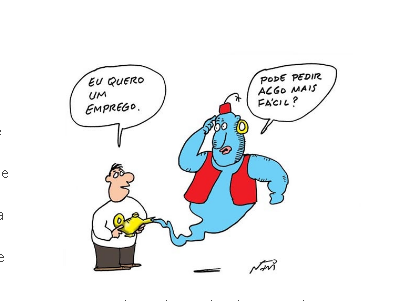 EU QUERO
UM
EMPREGO.
PODE PEDIR
ALGO MAIS
FÁCIL?
e
a
e